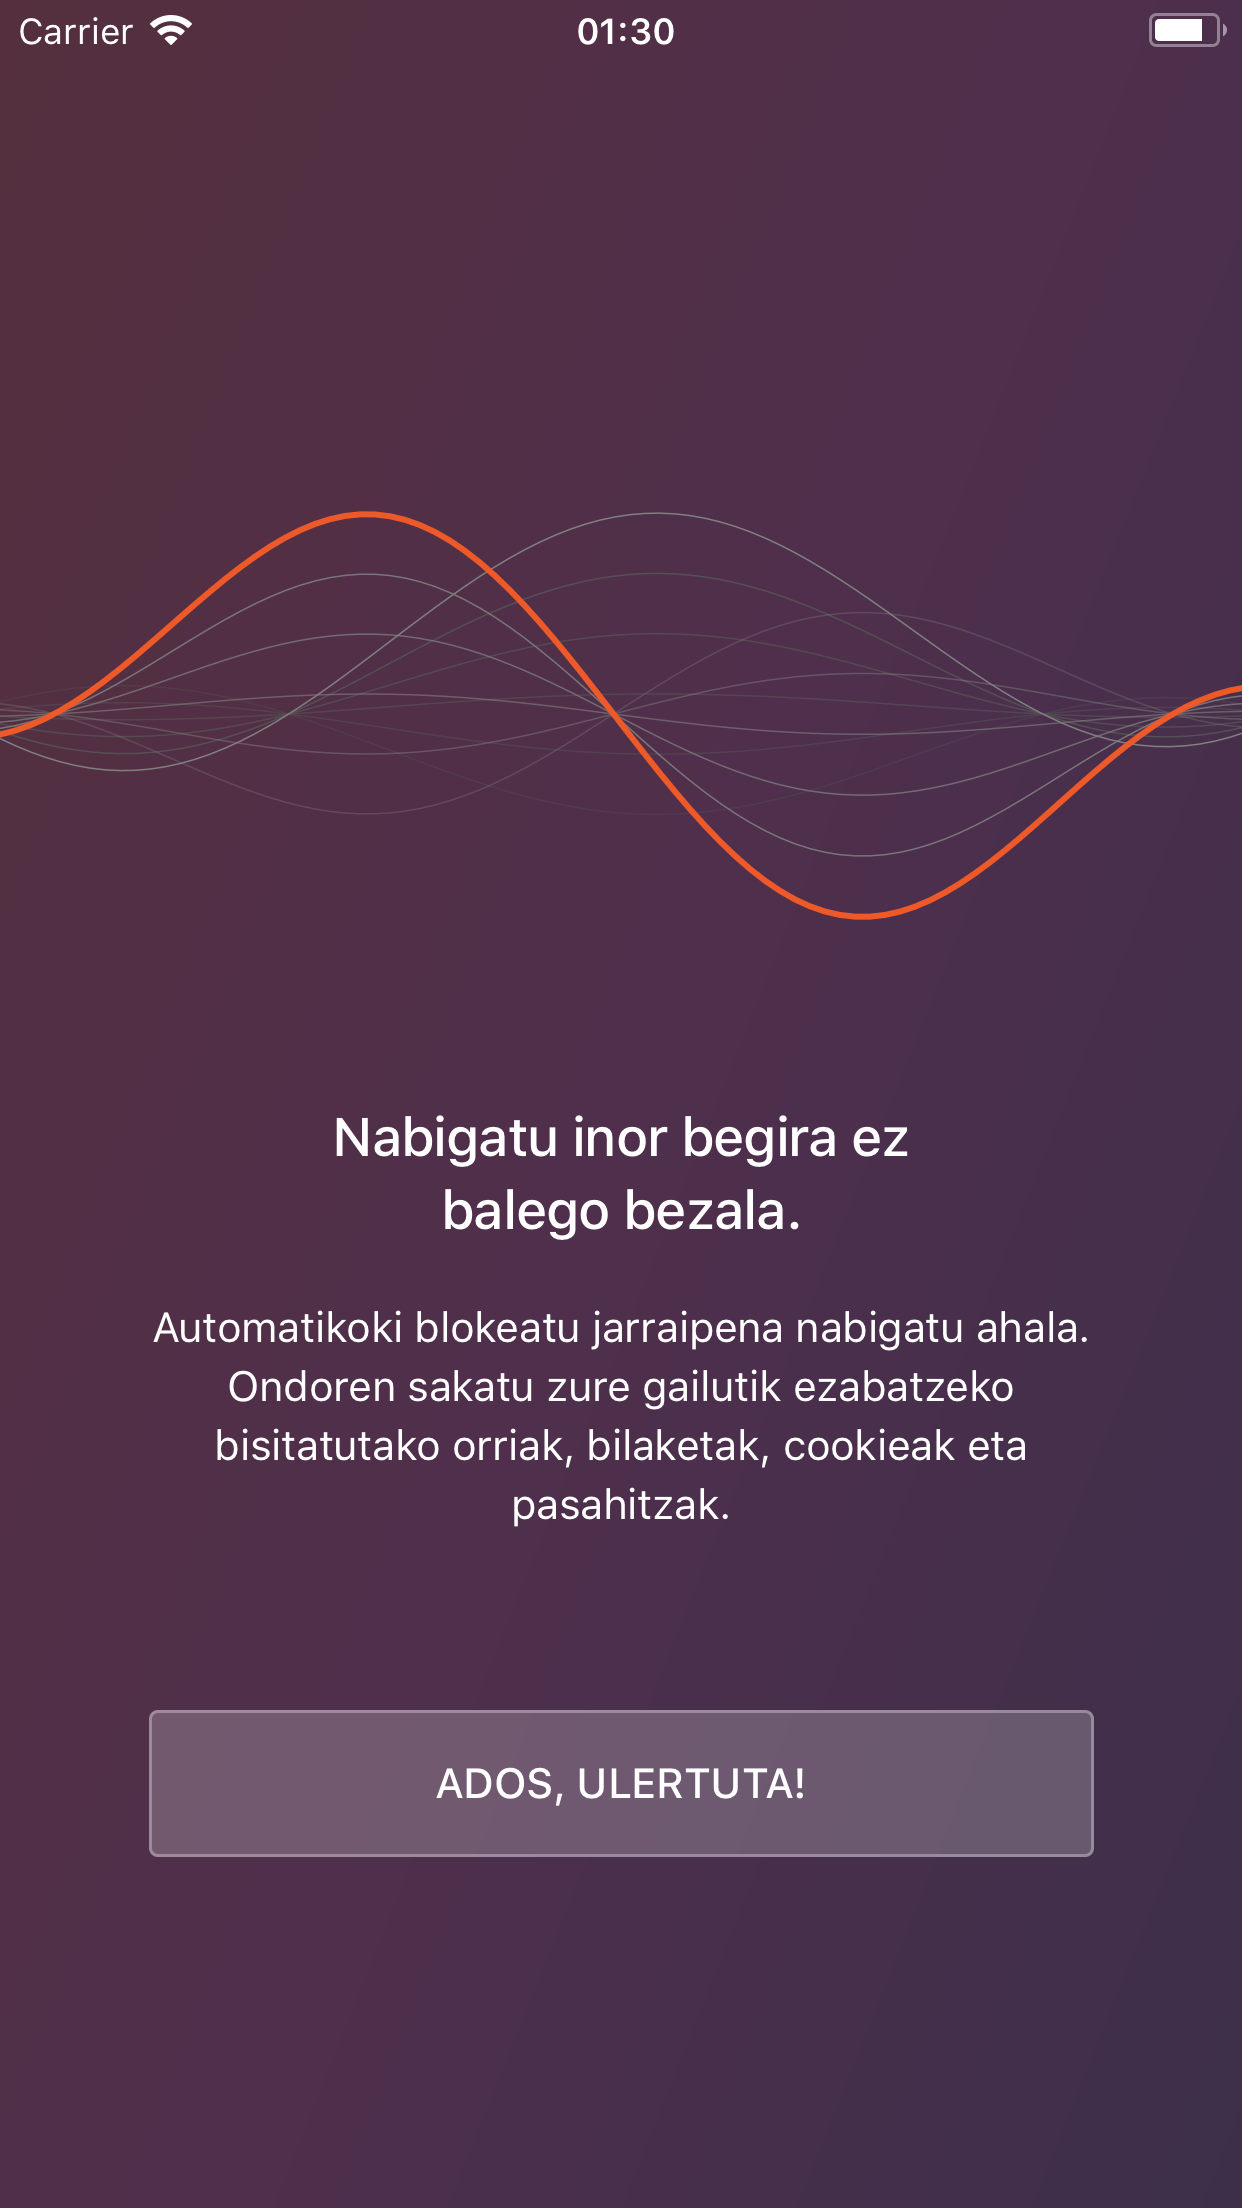 Carrier 01:30
Nabigatu inor begira ez
balego bezala.
Automatikoki blokeatu jarraipena nabigatu ahala.
Ondoren sakatu zure gailutik ezabatzeko
bisitatutako orriak, bilaketak, cookieak eta
pasahitzak.
ADOS, ULERTUTA!